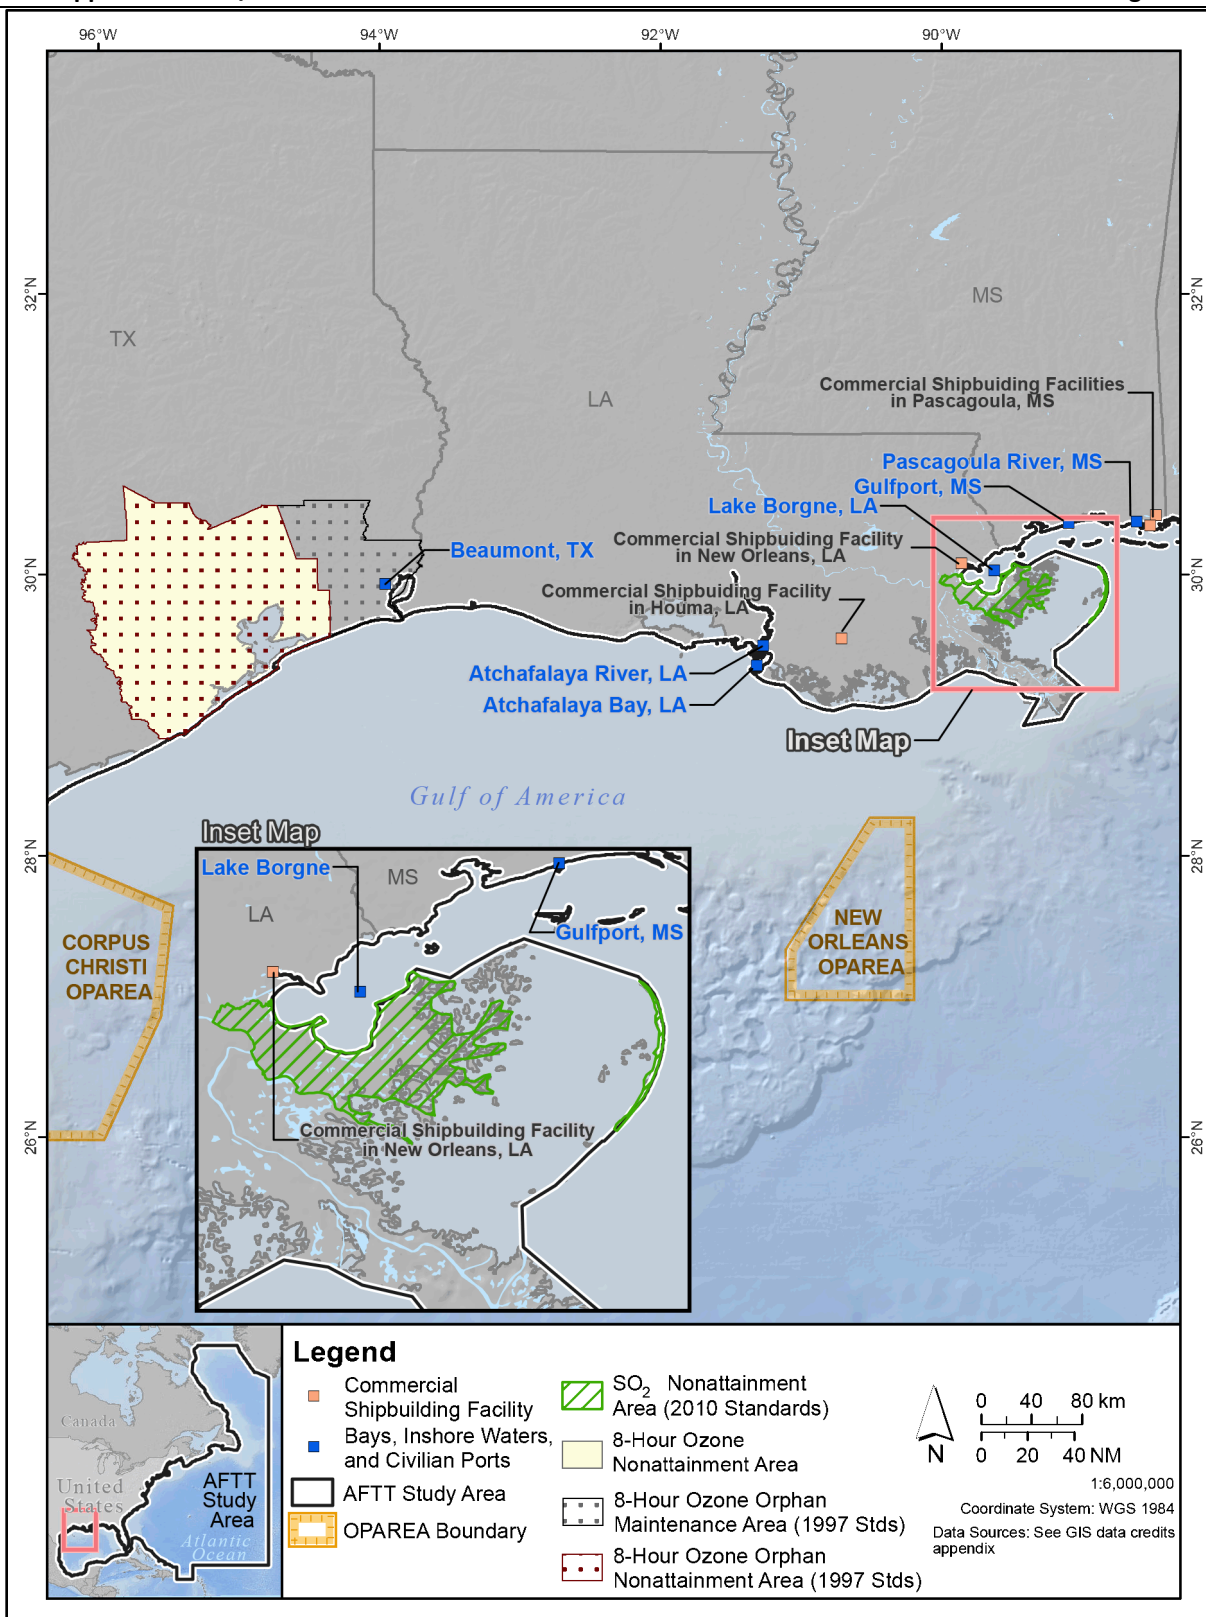 96°W 94°W 92°W 90°W
32°N
32°N
MS
TX
LA
Commercial Shipbuiding Facilities
in Pascagoula, MS
Pascagoula River, MS
Gulfport, MS
Lake Borgne, LA
Commercial Shipbuiding Facility
in New Orleans, LA
Beaumont, TX
30°N
30°N
Commercial Shipbuiding Facility
in Houma, LA
Atchafalaya River, LA
Atchafalaya Bay, LA
Inset Map
Gulf of America
Inset Map
28°N
28°N
Lake Borgne
MS
LA
Gulfport, MS
CORPUS
CHRISTI
OPAREA
NEW
ORLEANS
OPAREA
26°N
26°N
Commercial Shipbuilding Facility
in New Orleans, LA
Canada
United
States
AFTT
Study
Area
Atlantic
Ocean
Legend
Commercial
Shipbuilding Facility
Bays, Inshore Waters,
and Civilian Ports
AFTT Study Area
OPAREA Boundary
SO2 Nonattainment
Area (2010 Standards)
8-Hour Ozone
Nonattainment Area
8-Hour Ozone Orphan
Maintenance Area (1997 Stds)
8-Hour Ozone Orphan
Nonattainment Area (1997 Stds)
N
0 40 80 km
0 20 40 NM
1:6,000,000
Coordinate System: WGS 1984
Data Sources: See GIS data credits
appendix